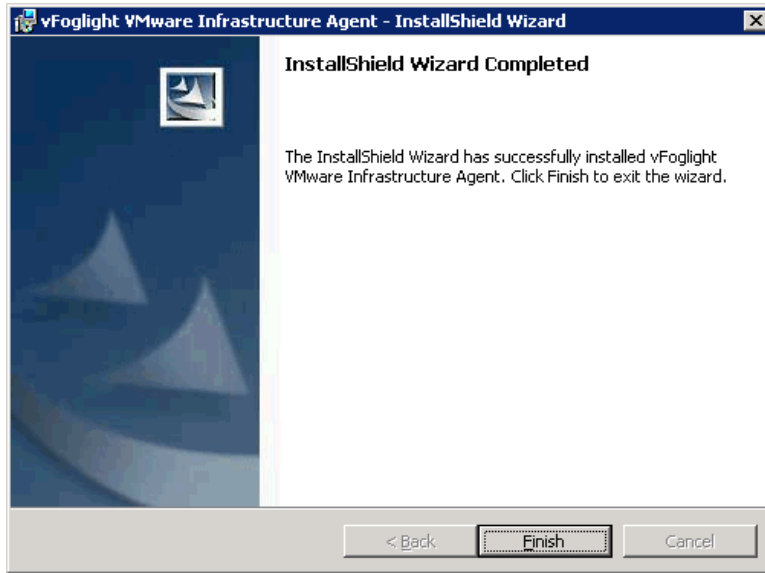 vFoglight VMware Infrastructure Agent - InstallShield Wizard
InstallShield Wizard Completed
The InstallShield Wizard has successfully installed vFoglight
VMware Infrastructure Agent. Click Finish to exit the wizard.
< Back
Finish
Cancel